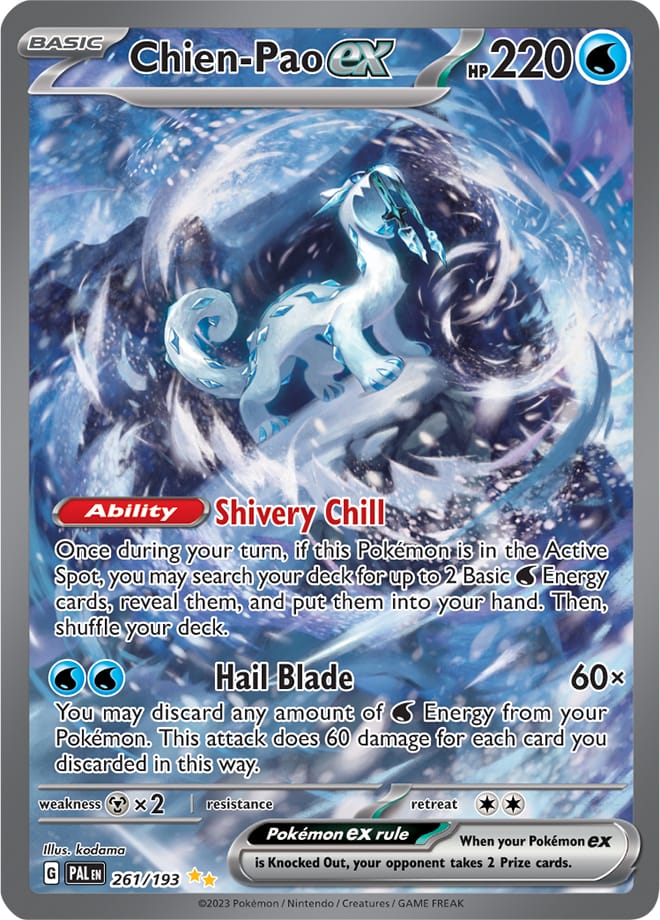 BASIC Chien-Pao ex HP 220
Ability Shivery Chill
Once during your turn, if this Pokémon is in the Active
Spot, you may search your deck for up to 2 Basic Energy
cards, reveal them, and put them into your hand. Then,
shuffle your deck.
Hail Blade 60×
You may discard any amount of Energy from your
Pokémon. This attack does 60 damage for each card you
discarded in this way.
weakness ×2 resistance retreat
Pokémon ex rule When your Pokémon ex
is Knocked Out, your opponent takes 2 Prize cards.
Illus. kodama
G PAL EN 261/193
©2023 Pokémon / Nintendo / Creatures / GAME FREAK